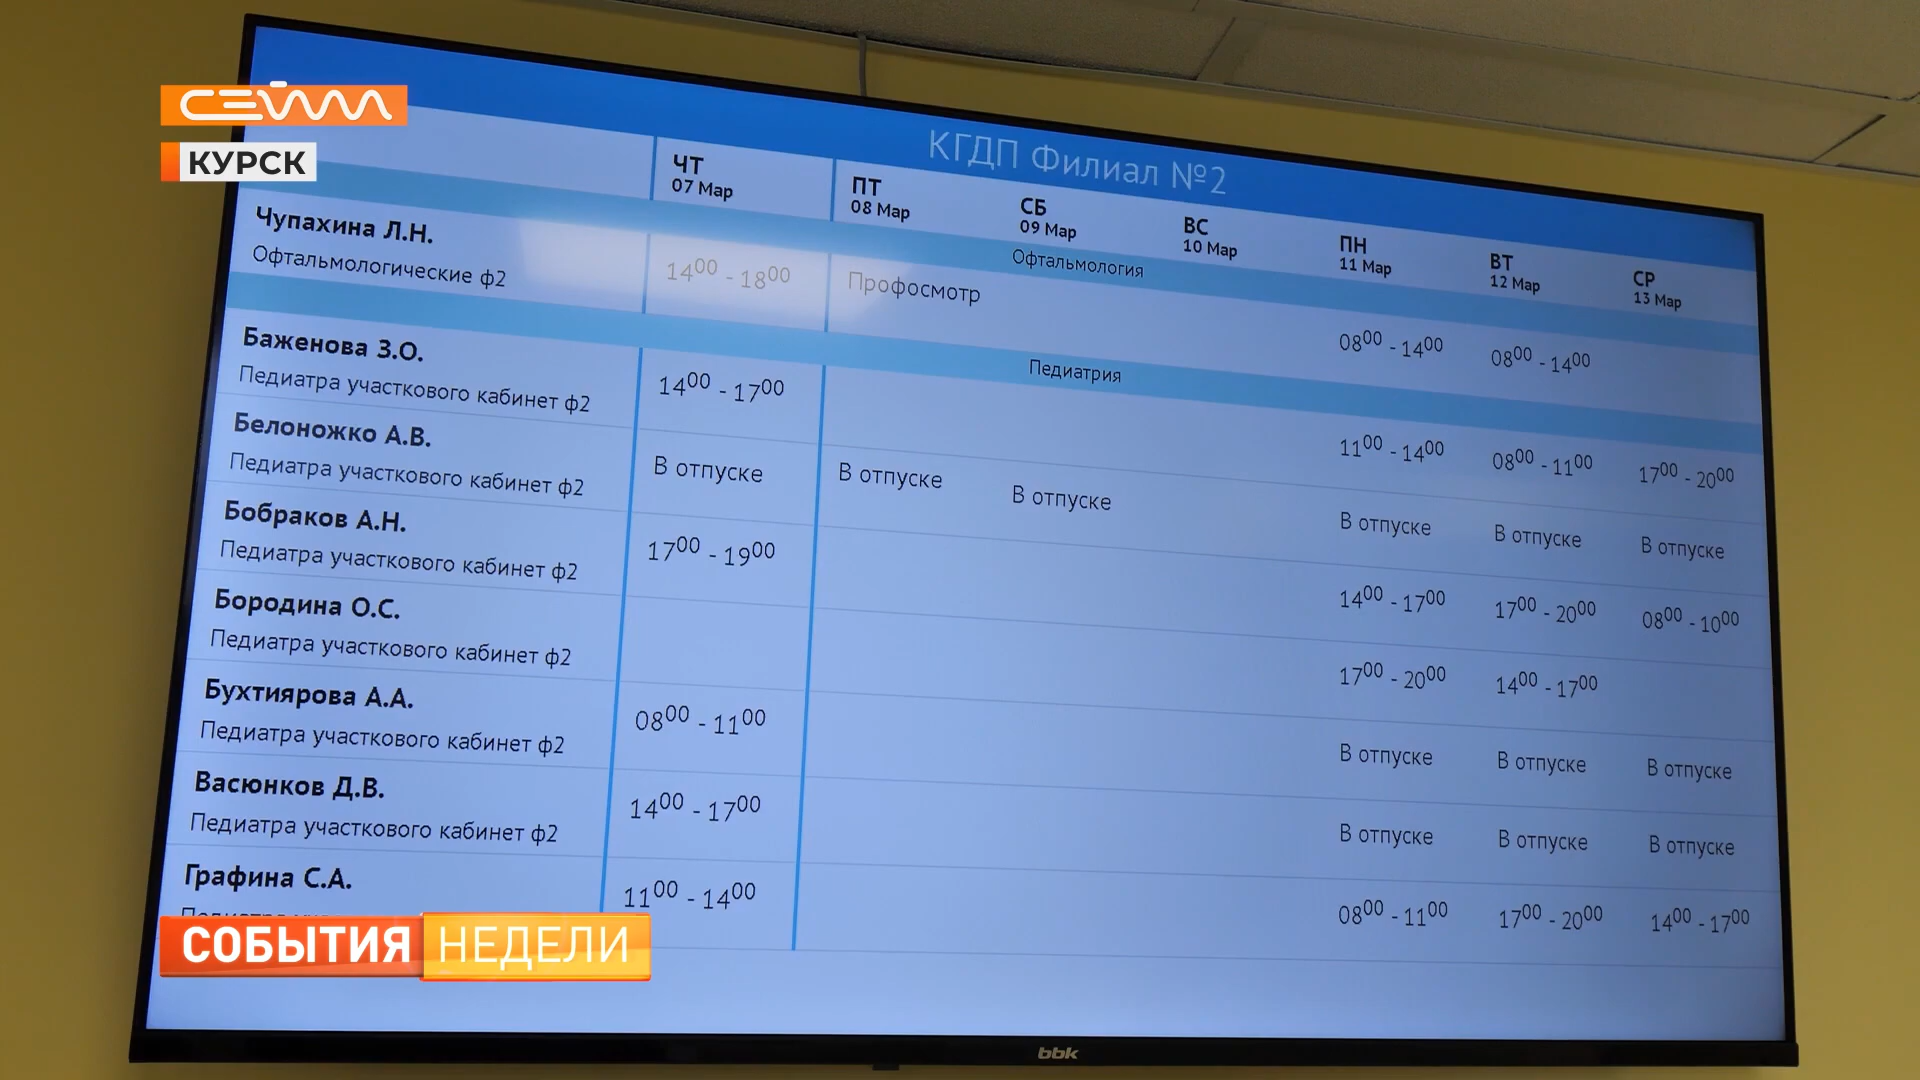 СЕЙМ
КУРСК
КГДП Филиал №2
ЧТ ПТ СБ ВС ПН ВТ СР
07 Мар 08 Мар 09 Мар 10 Мар 11 Мар 12 Мар 13 Мар
Офтальмология
Чупахина Л.Н.
Офтальмологические ф2 14⁰⁰ - 18⁰⁰ Профосмотр 08⁰⁰ - 14⁰⁰ 08⁰⁰ - 14⁰⁰
Педиатрия
Баженова З.О.
Педиатра участкового кабинет ф2 14⁰⁰ - 17⁰⁰ 11⁰⁰ - 14⁰⁰ 08⁰⁰ - 11⁰⁰ 17⁰⁰ - 20⁰⁰
Белоножко А.В.
Педиатра участкового кабинет ф2 В отпуске В отпуске В отпуске В отпуске В отпуске В отпуске
Бобраков А.Н.
Педиатра участкового кабинет ф2 17⁰⁰ - 19⁰⁰ 14⁰⁰ - 17⁰⁰ 17⁰⁰ - 20⁰⁰ 08⁰⁰ - 10⁰⁰
Бородина О.С.
Педиатра участкового кабинет ф2 17⁰⁰ - 20⁰⁰ 14⁰⁰ - 17⁰⁰
Бухтиярова А.А.
Педиатра участкового кабинет ф2 08⁰⁰ - 11⁰⁰ В отпуске В отпуске В отпуске
Васюнков Д.В.
Педиатра участкового кабинет ф2 14⁰⁰ - 17⁰⁰ В отпуске В отпуске В отпуске
Графина С.А.
11⁰⁰ - 14⁰⁰ 08⁰⁰ - 11⁰⁰ 17⁰⁰ - 20⁰⁰ 14⁰⁰ - 17⁰⁰
СОБЫТИЯ НЕДЕЛИ
bbk